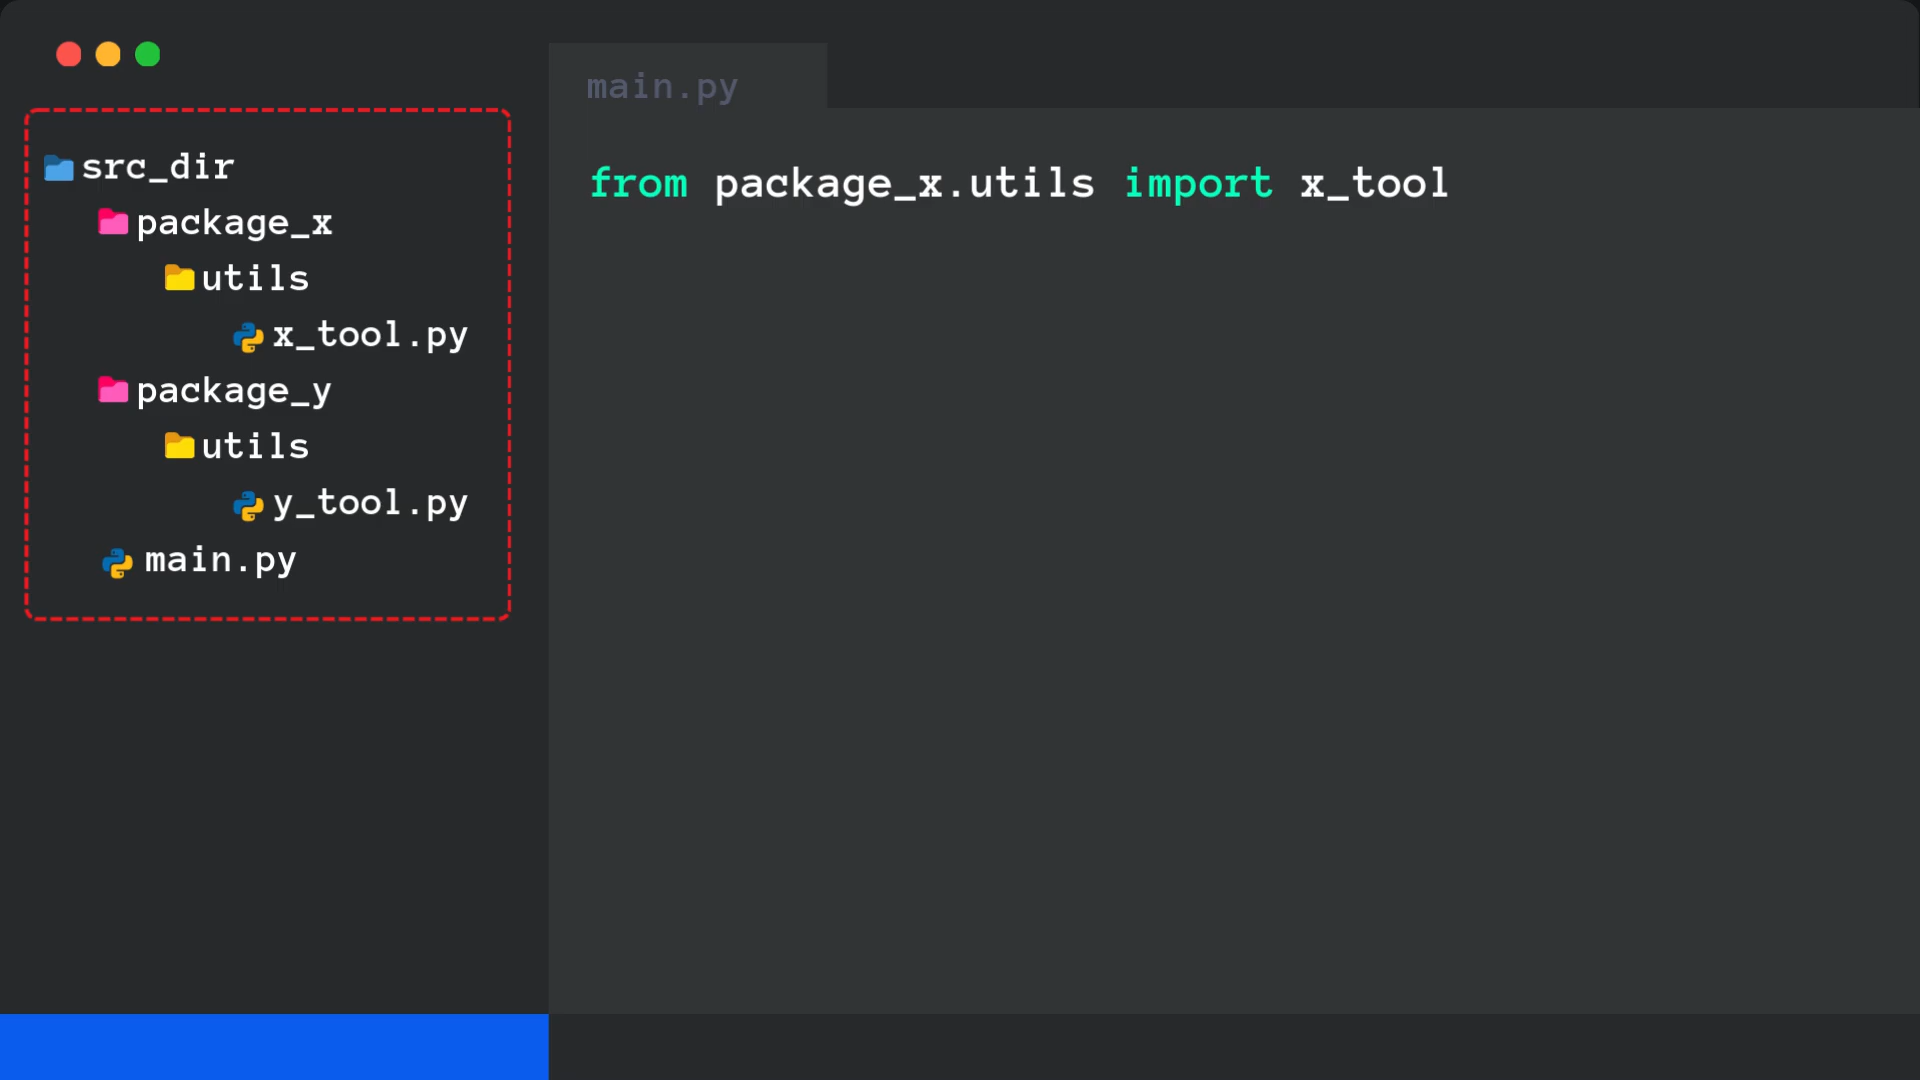 src_dir
package_x
utils
x_tool.py
package_y
utils
y_tool.py
main.py
main.py
from package_x.utils import x_tool